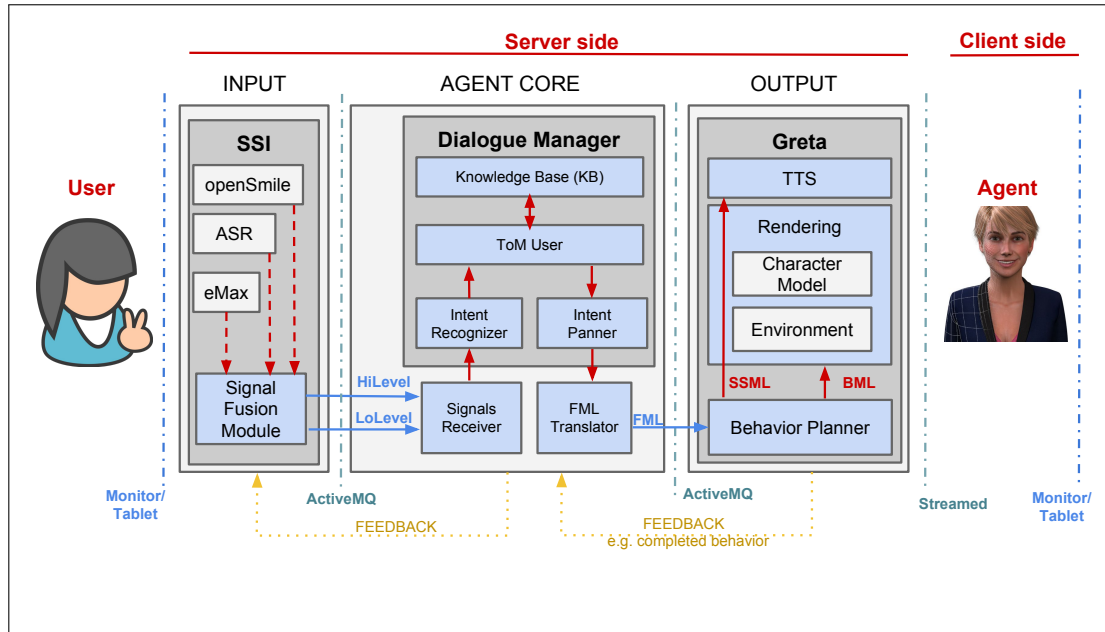 Server side
Client side
INPUT
AGENT CORE
OUTPUT
User
SSI
openSmile
ASR
eMax
Signal
Fusion
Module
HiLevel
LoLevel
Dialogue Manager
Knowledge Base (KB)
ToM User
Intent
Recognizer
Intent
Panner
Signals
Receiver
FML
Translator
FML
Greta
TTS
Rendering
Character
Model
Environment
SSML
BML
Behavior Planner
Agent
Monitor/
Tablet
ActiveMQ
FEEDBACK
ActiveMQ
FEEDBACK
e.g. completed behavior
Streamed
Monitor/
Tablet